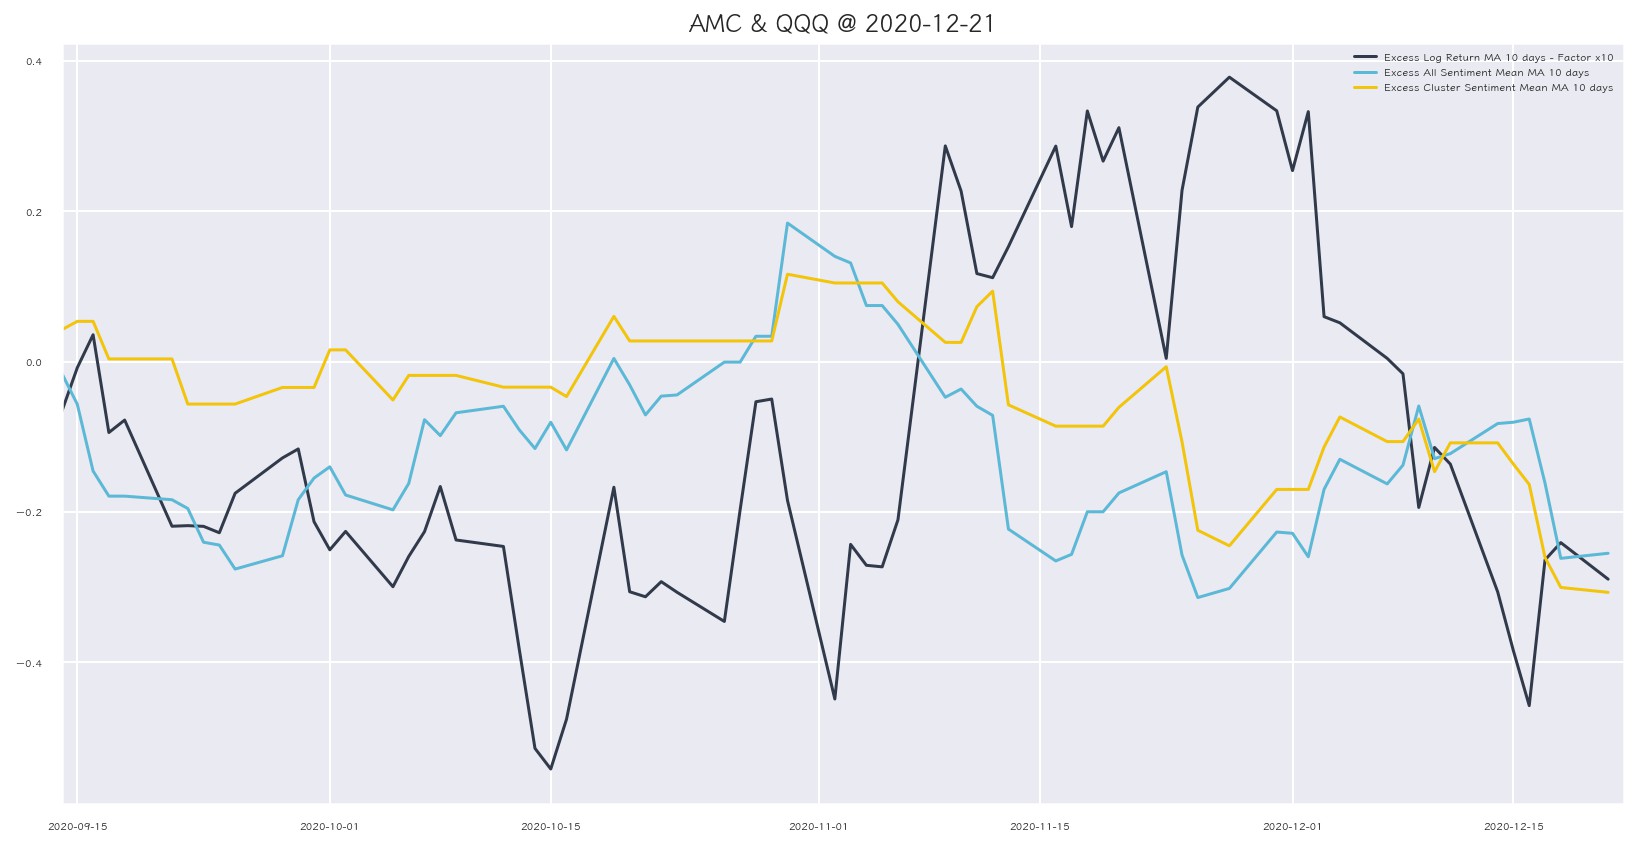 AMC & QQQ @ 2020-12-21
Excess Log Return MA 10 days - Factor x10
Excess All Sentiment Mean MA 10 days
Excess Cluster Sentiment Mean MA 10 days
0.4
0.2
0.0
−0.2
−0.4
2020-09-15 2020-10-01 2020-10-15 2020-11-01 2020-11-15 2020-12-01 2020-12-15